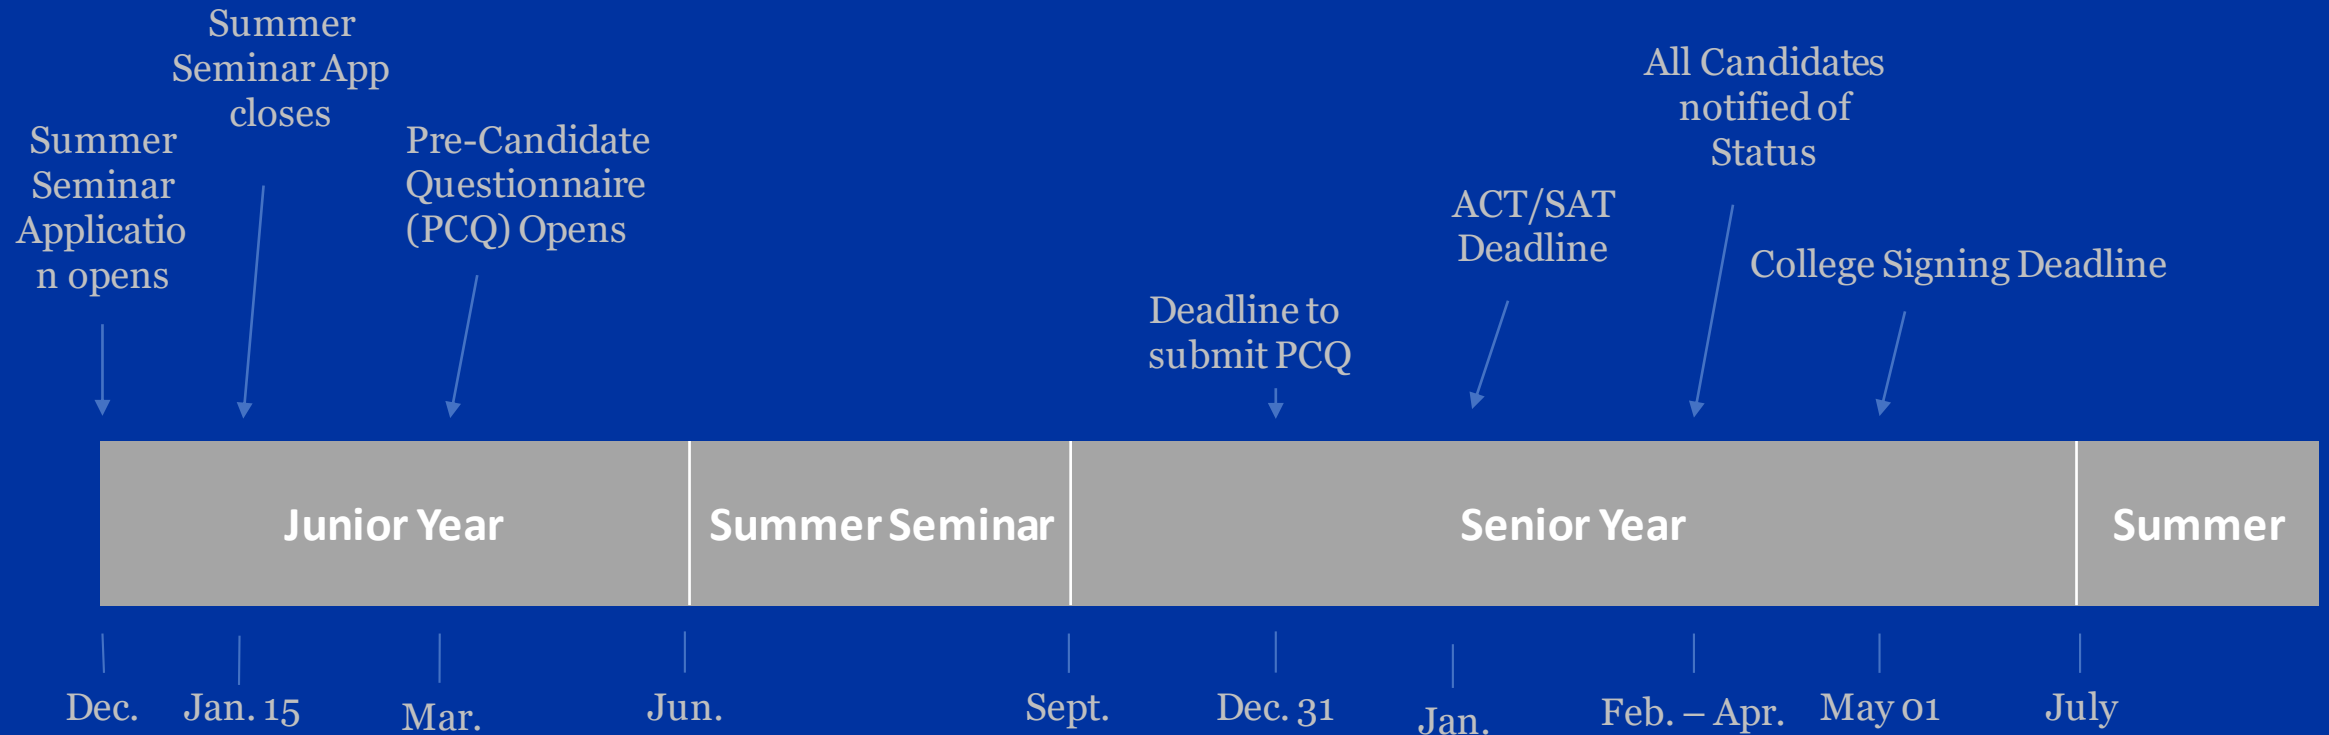 Summer
Seminar App
closes
Summer
Seminar
Applicatio
n opens
Pre-Candidate
Questionnaire
(PCQ) Opens
Deadline to
submit PCQ
ACT/SAT
Deadline
All Candidates
notified of
Status
College Signing Deadline
Junior Year
Summer Seminar
Senior Year
Summer
Dec.
Jan. 15
Mar.
Jun.
Sept.
Dec. 31
Jan.
Feb. – Apr.
May 01
July